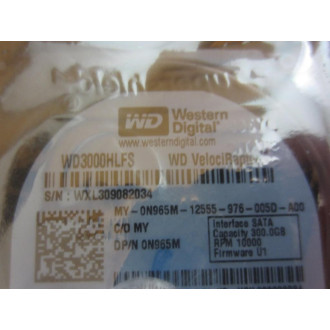 WD Western Digital
www.westerndigital.com
WD3000HLFS WD VelociRaptor
S/N: WXL309082034
MY-0N965M-12555-976-005D-A00
C/O MY
DP/N 0N965M
Interface SATA
Capacity 300.0GB
RPM 10000
Firmware U1